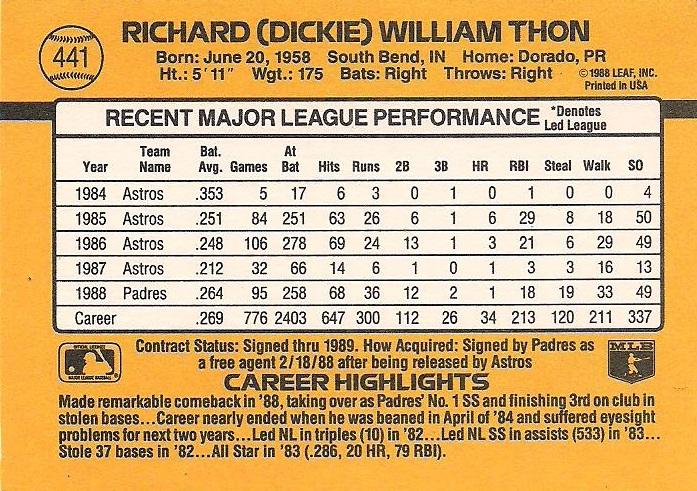 441
RICHARD (DICKIE) WILLIAM THON
Born: June 20, 1958 South Bend, IN Home: Dorado, PR
Ht.: 5'11" Wgt.: 175 Bats: Right Throws: Right ©1988 LEAF, INC.
Printed in USA
RECENT MAJOR LEAGUE PERFORMANCE *Denotes
Led League
Team Bat. At
Year Name Avg. Games Bat Hits Runs 2B 3B HR RBI Steal Walk SO
1984 Astros .353 5 17 6 3 0 1 0 1 0 0 4
1985 Astros .251 84 251 63 26 6 1 6 29 8 18 50
1986 Astros .248 106 278 69 24 13 1 3 21 6 29 49
1987 Astros .212 32 66 14 6 1 0 1 3 3 16 13
1988 Padres .264 95 258 68 36 12 2 1 18 19 33 49
Career .269 776 2403 647 300 112 26 34 213 120 211 337
Contract Status: Signed thru 1989. How Acquired: Signed by Padres as
a free agent 2/18/88 after being released by Astros
MLB
MAJOR LEAGUE BASEBALL
CAREER HIGHLIGHTS
Made remarkable comeback in '88, taking over as Padres' No. 1 SS and finishing 3rd on club in
stolen bases...Career nearly ended when he was beaned in April of '84 and suffered eyesight
problems for next two years...Led NL in triples (10) in '82...Led NL SS in assists (533) in '83...
Stole 37 bases in '82...All Star in '83 (.286, 20 HR, 79 RBI).